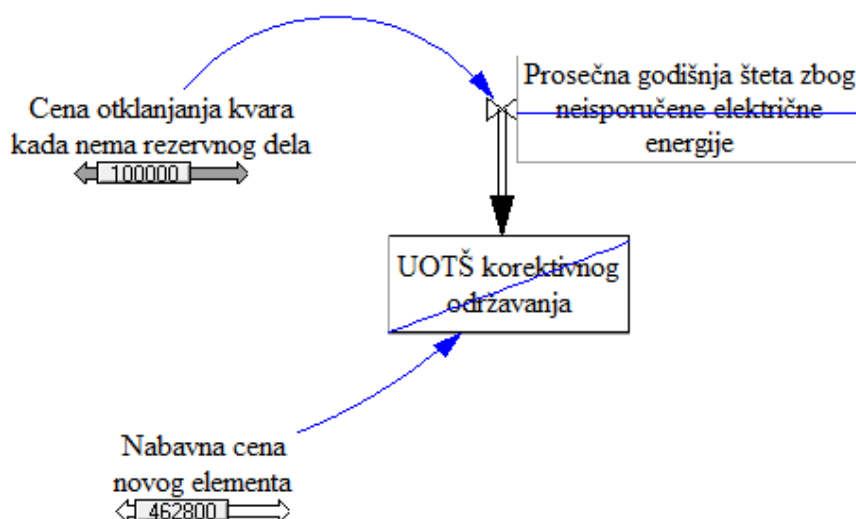 Prosečna godišnja šteta zbog
neisporučene električne
energije
Cena otklanjanja kvara
kada nema rezervnog dela
100000
UOTŠ korektivnog
održavanja
Nabavna cena
novog elementa
462800